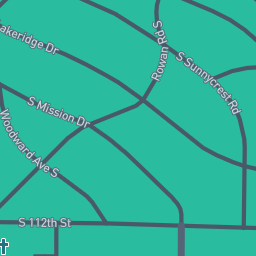 akeridge Dr
Rowan Rd S
S Sunnycrest Rd
S Mission Dr
Woodward Ave S
S 112th St